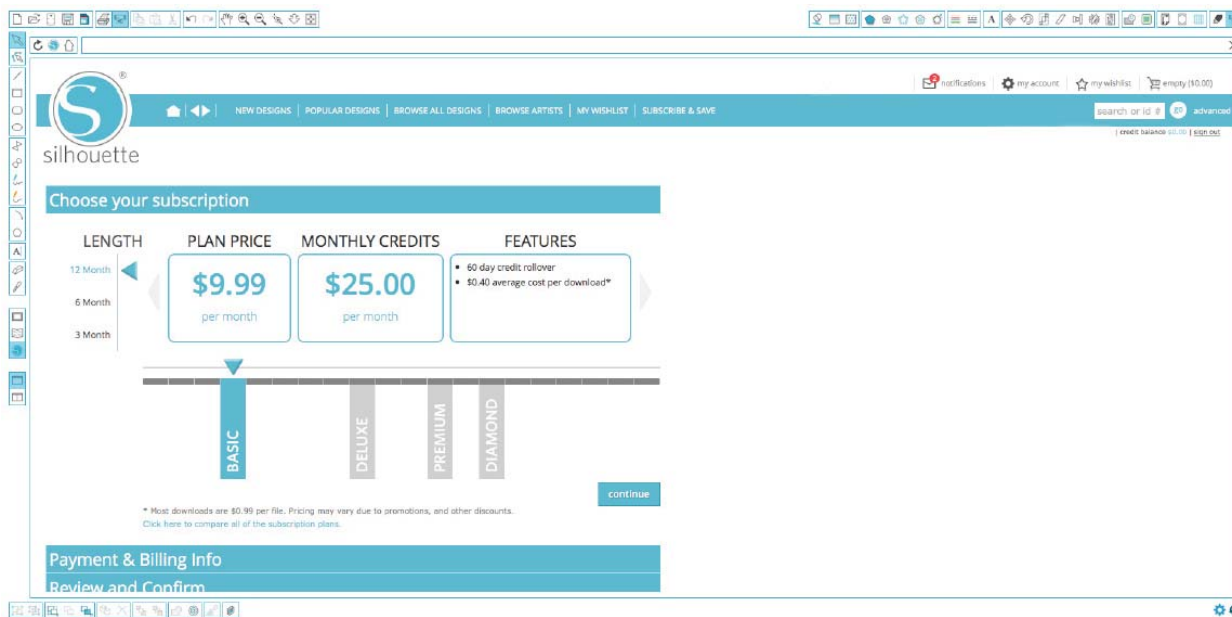 2
notifications
my account
my wishlist
empty ($0.00)
S
®
NEW DESIGNS | POPULAR DESIGNS | BROWSE ALL DESIGNS | BROWSE ARTISTS | MY WISHLIST | SUBSCRIBE & SAVE
search or id #
go
advanced
| credit balance $0.00 | sign out
silhouette
Choose your subscription
LENGTH
PLAN PRICE
MONTHLY CREDITS
FEATURES
12 Month
6 Month
3 Month
$9.99
per month
$25.00
per month
▪ 60 day credit rollover
▪ $0.40 average cost per download*
BASIC
DELUXE
PREMIUM
DIAMOND
continue
* Most downloads are $0.99 per file. Pricing may vary due to promotions, and other discounts.
Click here to compare all of the subscription plans.
Payment & Billing Info
Review and Confirm